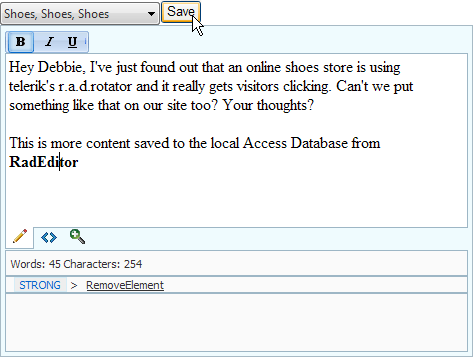 Shoes, Shoes, Shoes Save
B I U
Hey Debbie, I've just found out that an online shoes store is using
telerik's r.a.d.rotator and it really gets visitors clicking. Can't we put
something like that on our site too? Your thoughts?
This is more content saved to the local Access Database from
RadEditor
Words: 45 Characters: 254
STRONG > RemoveElement